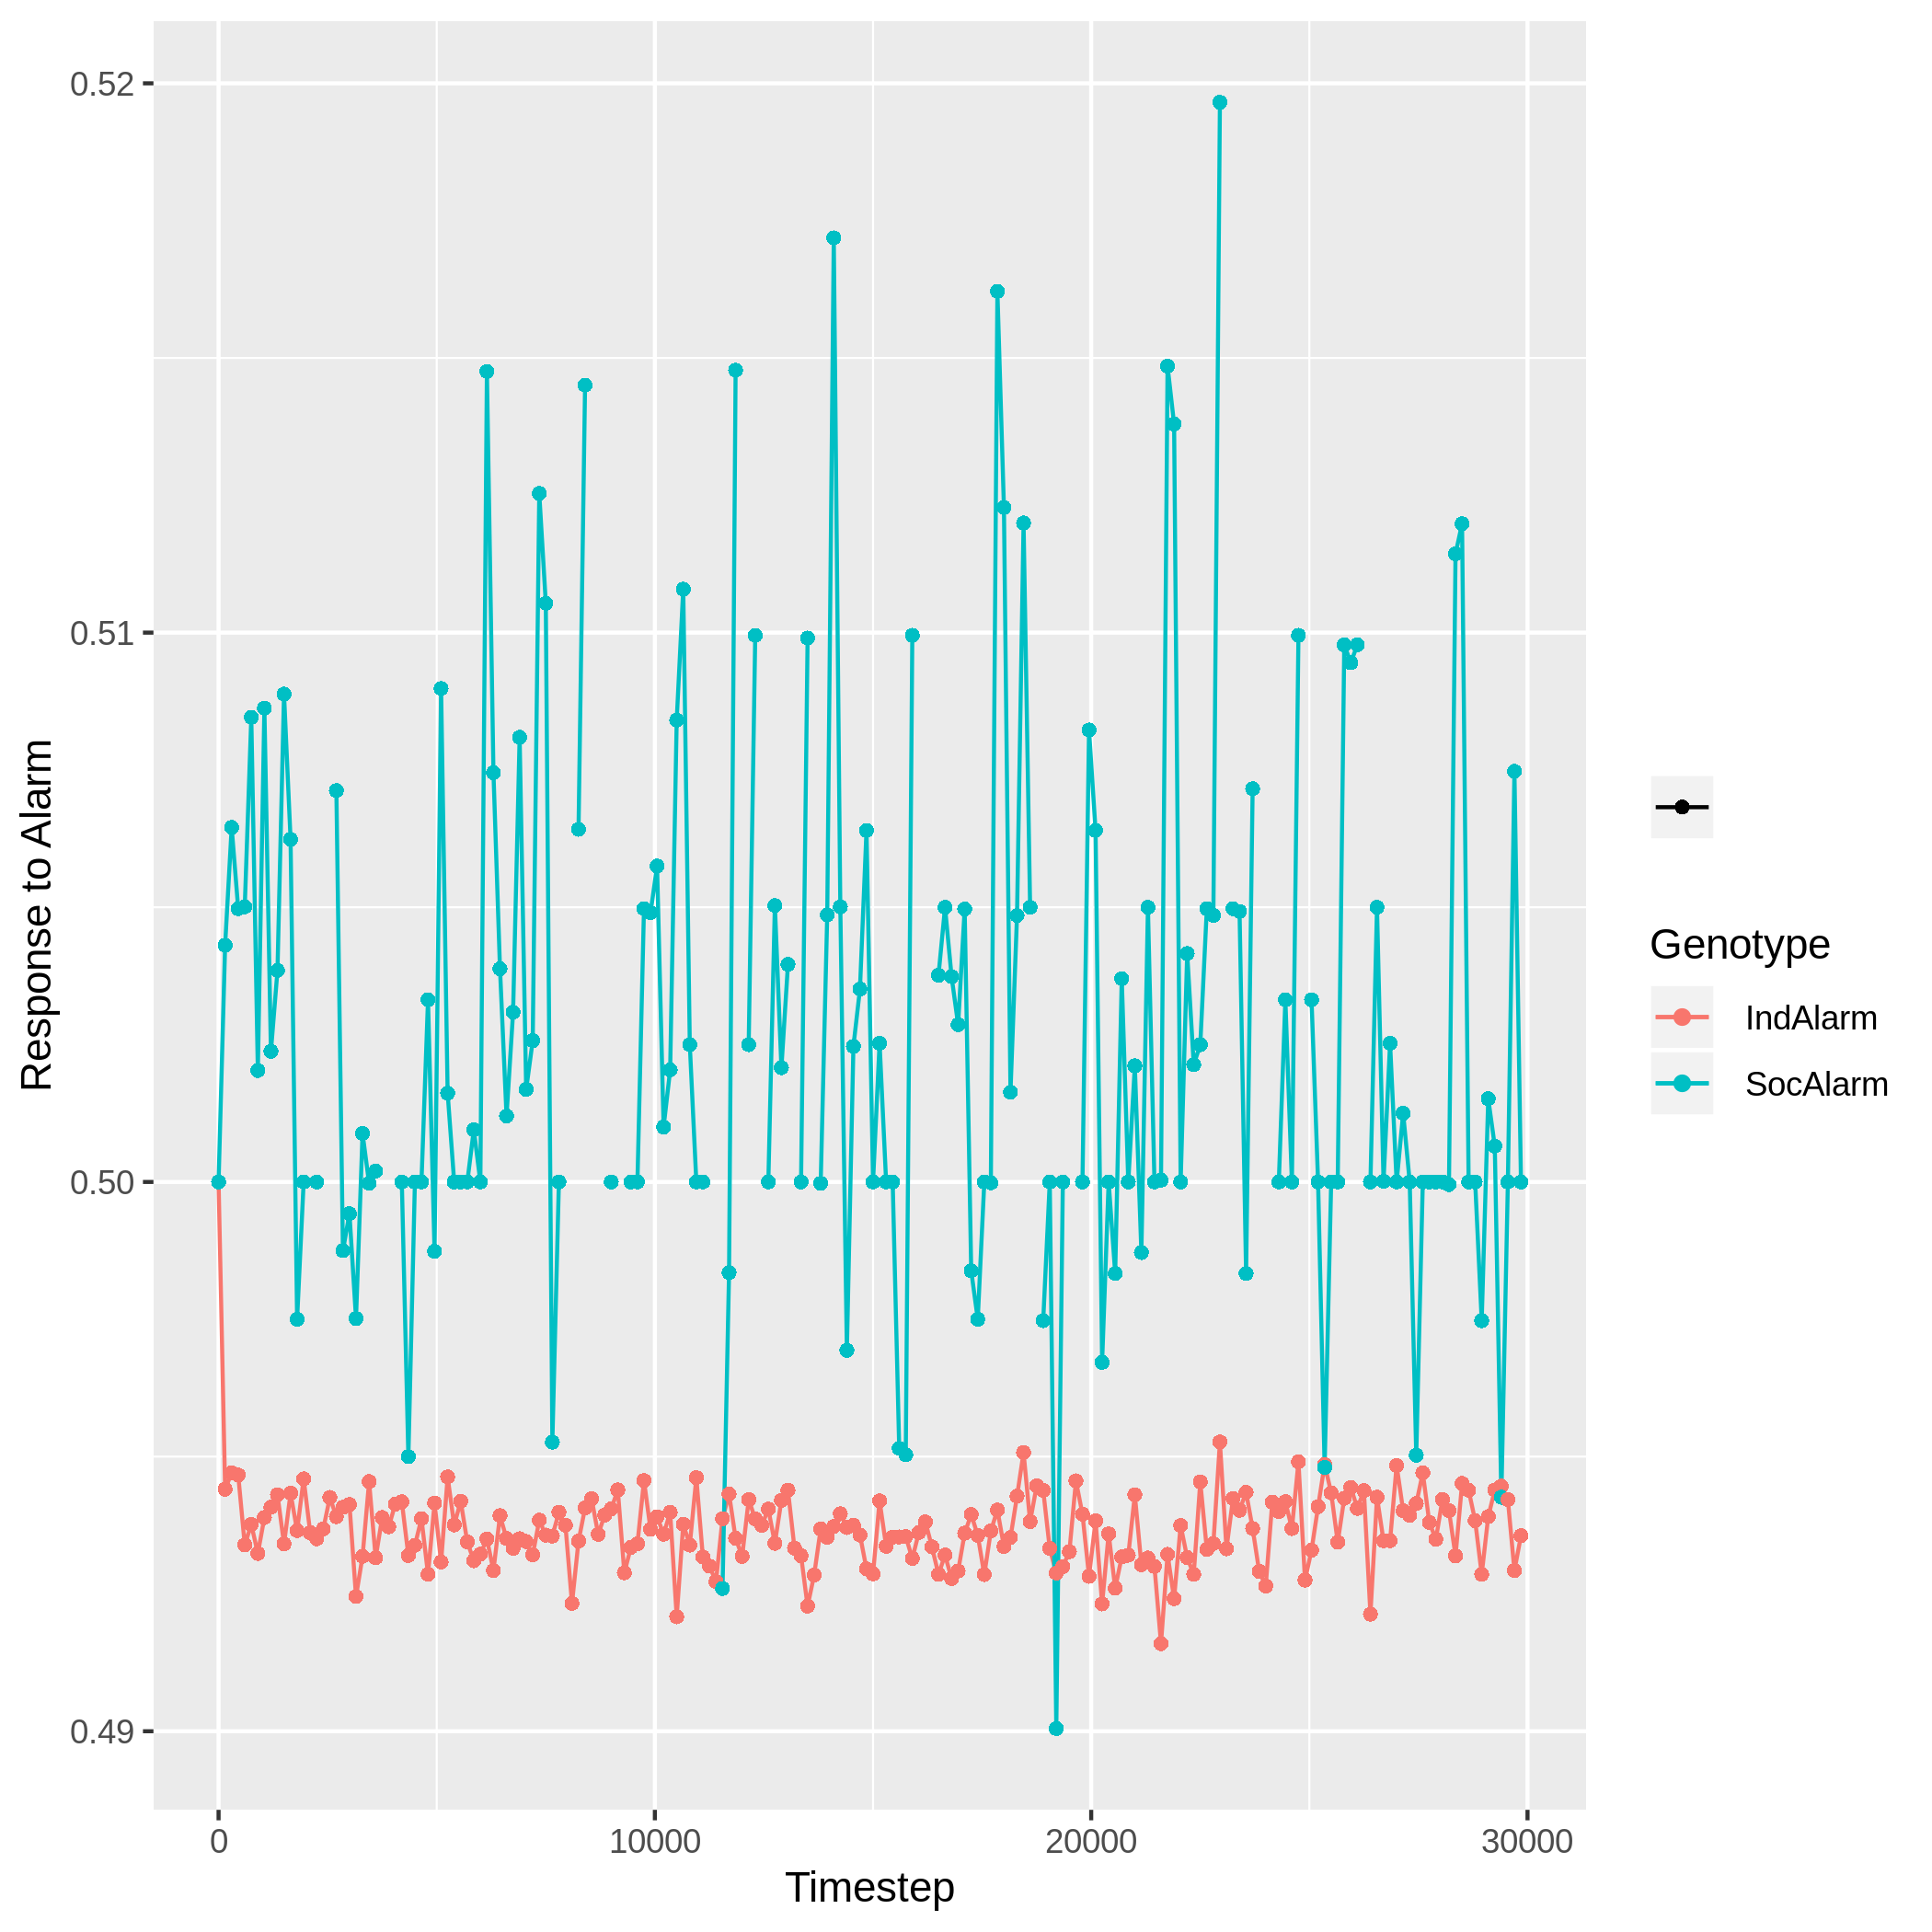 0.52
0.51
0.50
0.49
Response to Alarm
0
10000
20000
30000
Timestep
Genotype
IndAlarm
SocAlarm